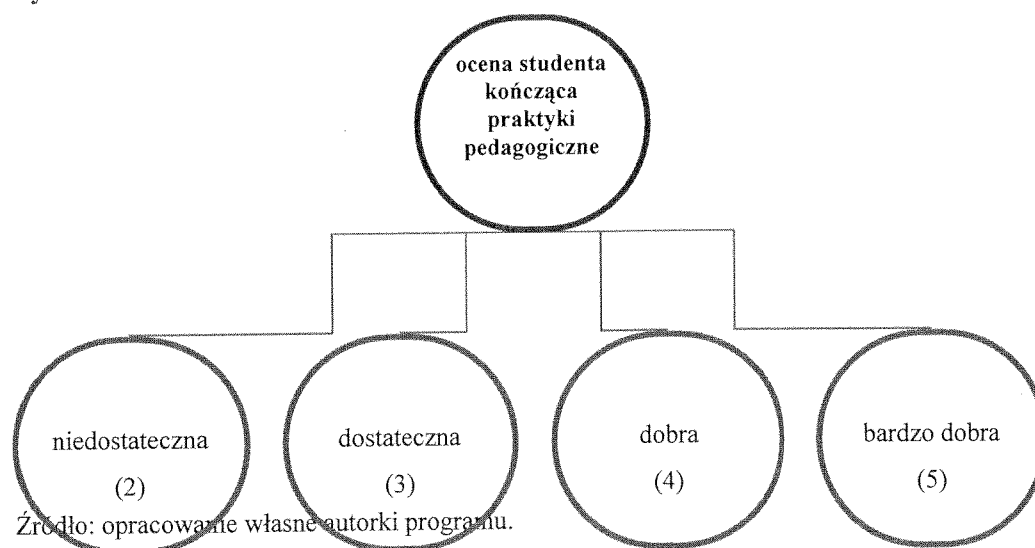 ocena studenta
kończąca
praktyki
pedagogiczne
niedostateczna
(2)
dostateczna
(3)
dobra
(4)
bardzo dobra
(5)
Źródło: opracowanie własne autorki programu.